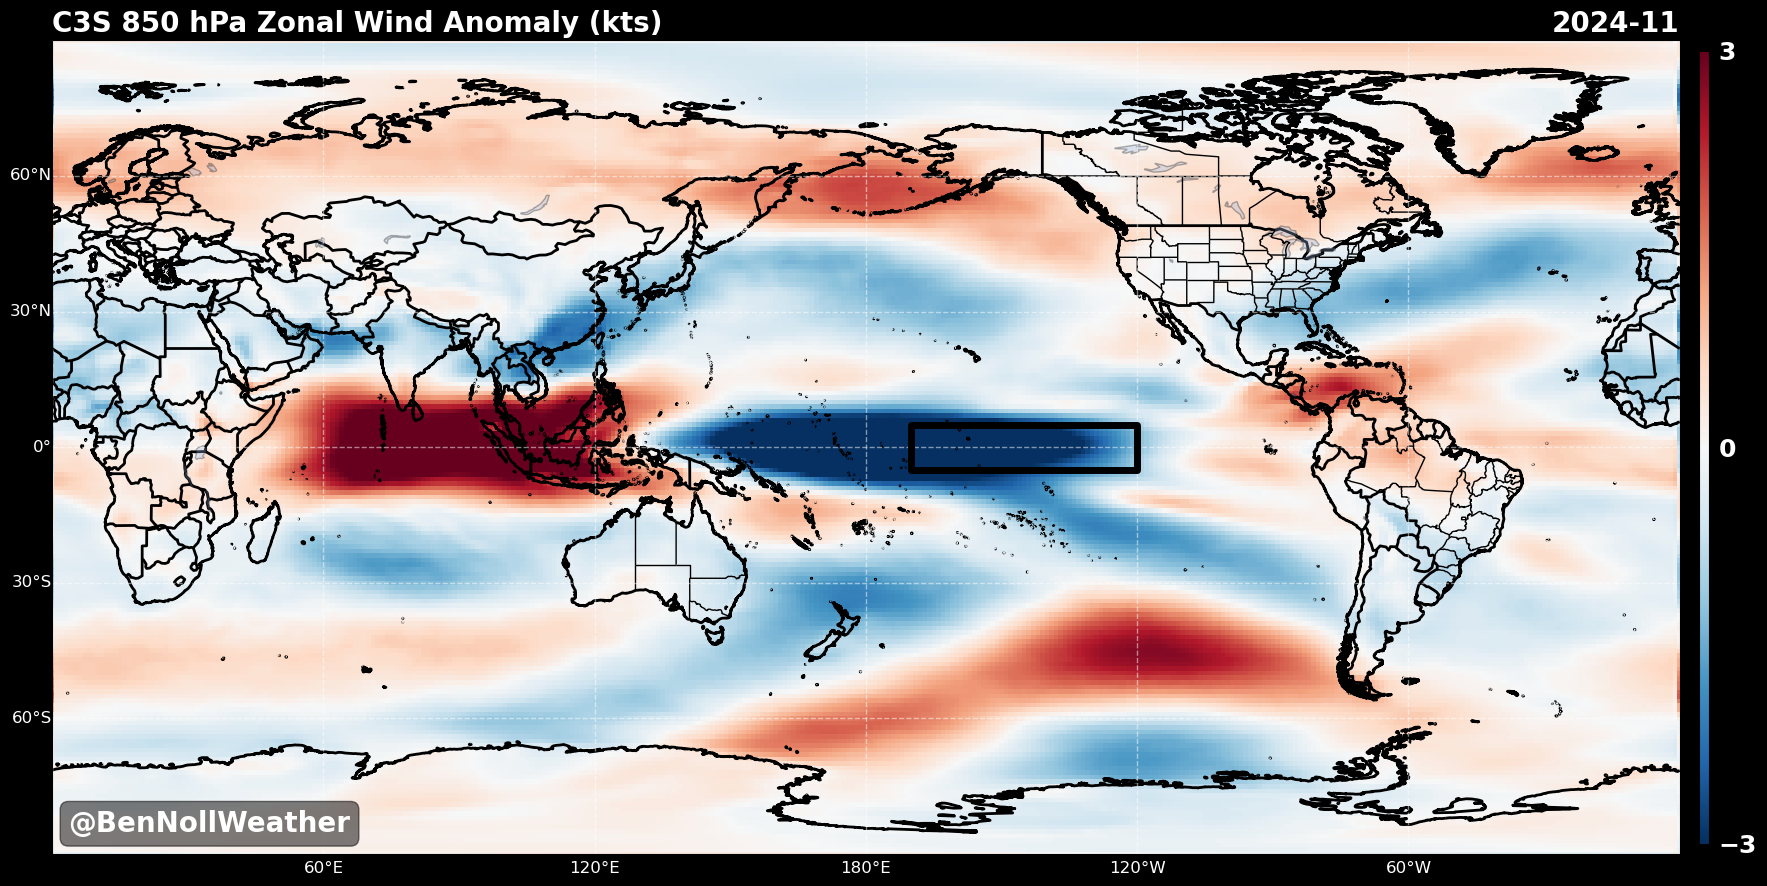 C3S 850 hPa Zonal Wind Anomaly (kts)
2024-11
3
60°N
30°N
0°
0
30°S
60°S
@BenNollWeather
−3
60°E
120°E
180°E
120°W
60°W